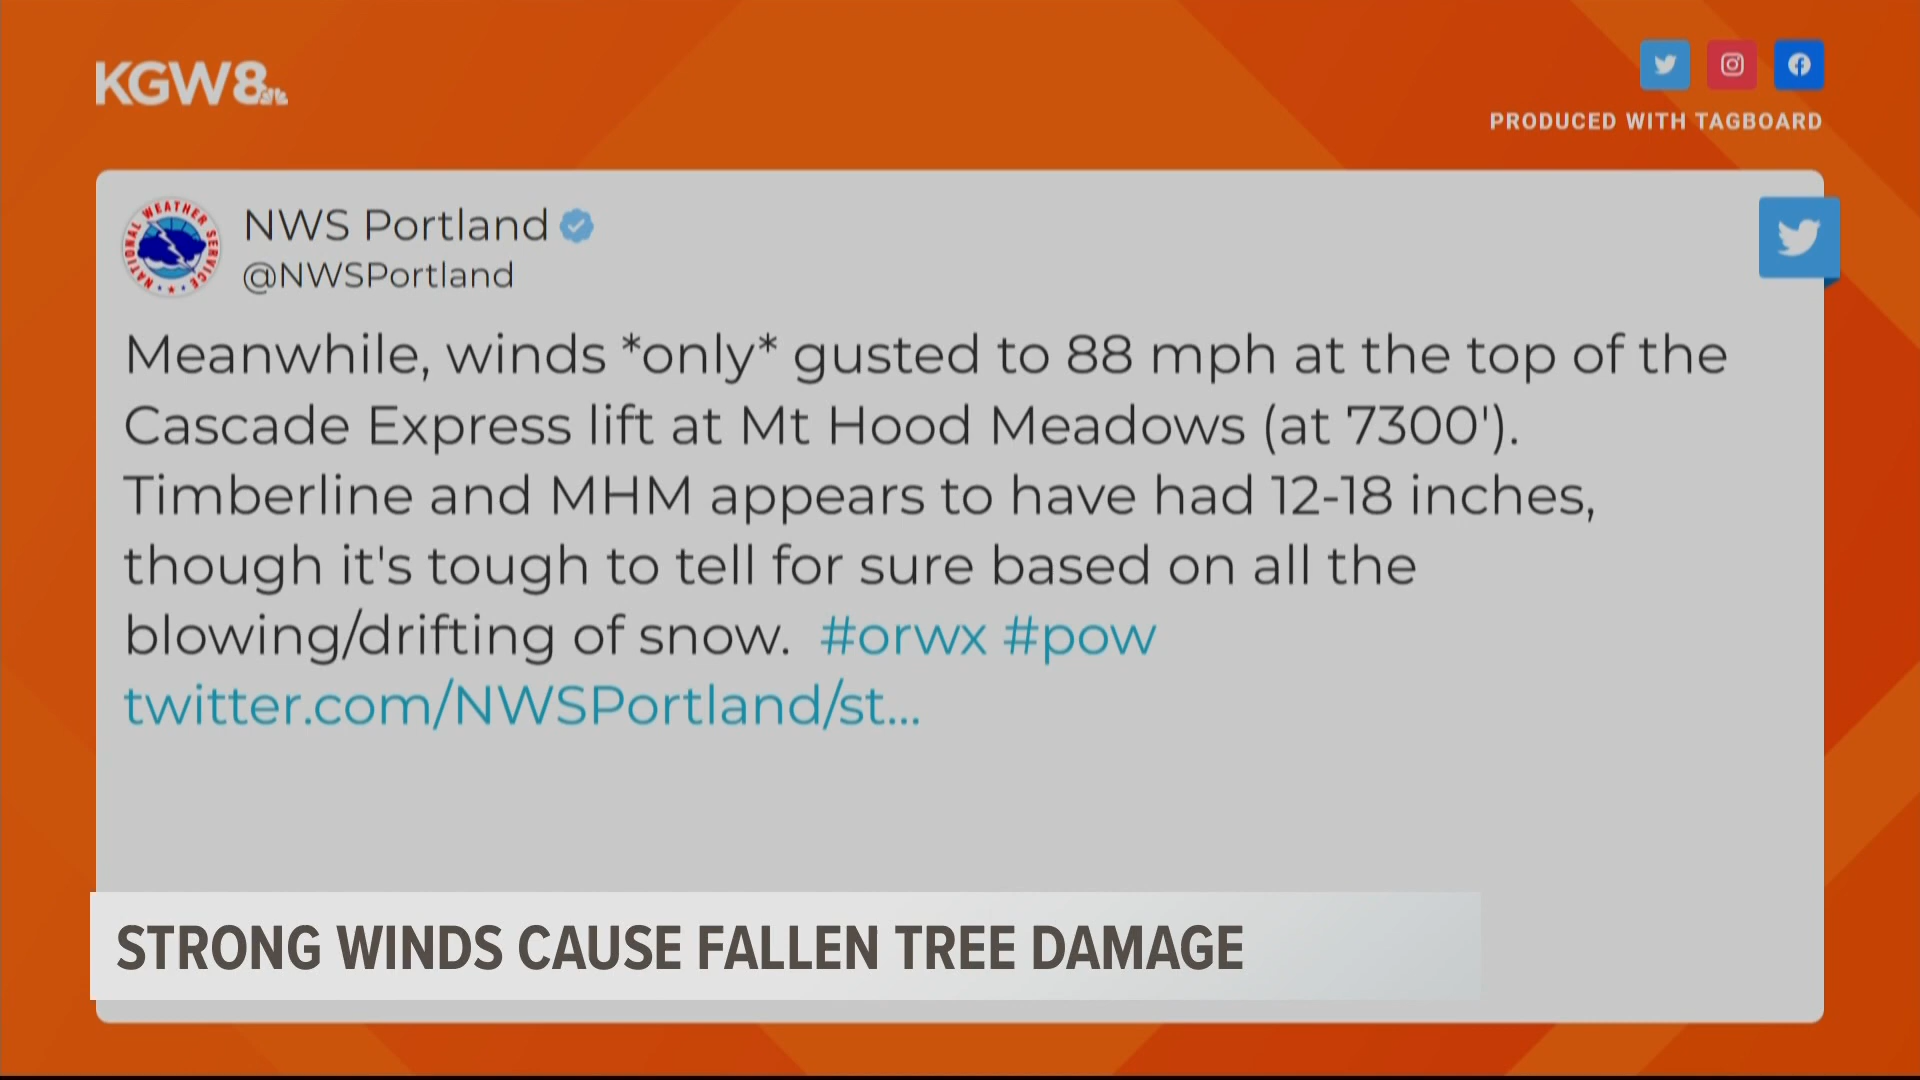 KGW8
PRODUCED WITH TAGBOARD
NATIONAL WEATHER SERVICE
NWS Portland
@NWSPortland
Meanwhile, winds *only* gusted to 88 mph at the top of the
Cascade Express lift at Mt Hood Meadows (at 7300').
Timberline and MHM appears to have had 12-18 inches,
though it's tough to tell for sure based on all the
blowing/drifting of snow.  #orwx #pow
twitter.com/NWSPortland/st...
STRONG WINDS CAUSE FALLEN TREE DAMAGE